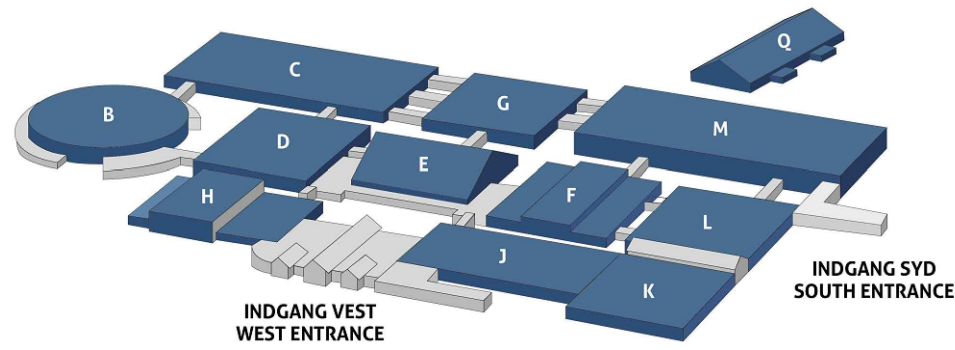 Q
C
B
G
M
D
E
H
F
L
J
K
INDGANG SYD
SOUTH ENTRANCE
INDGANG VEST
WEST ENTRANCE